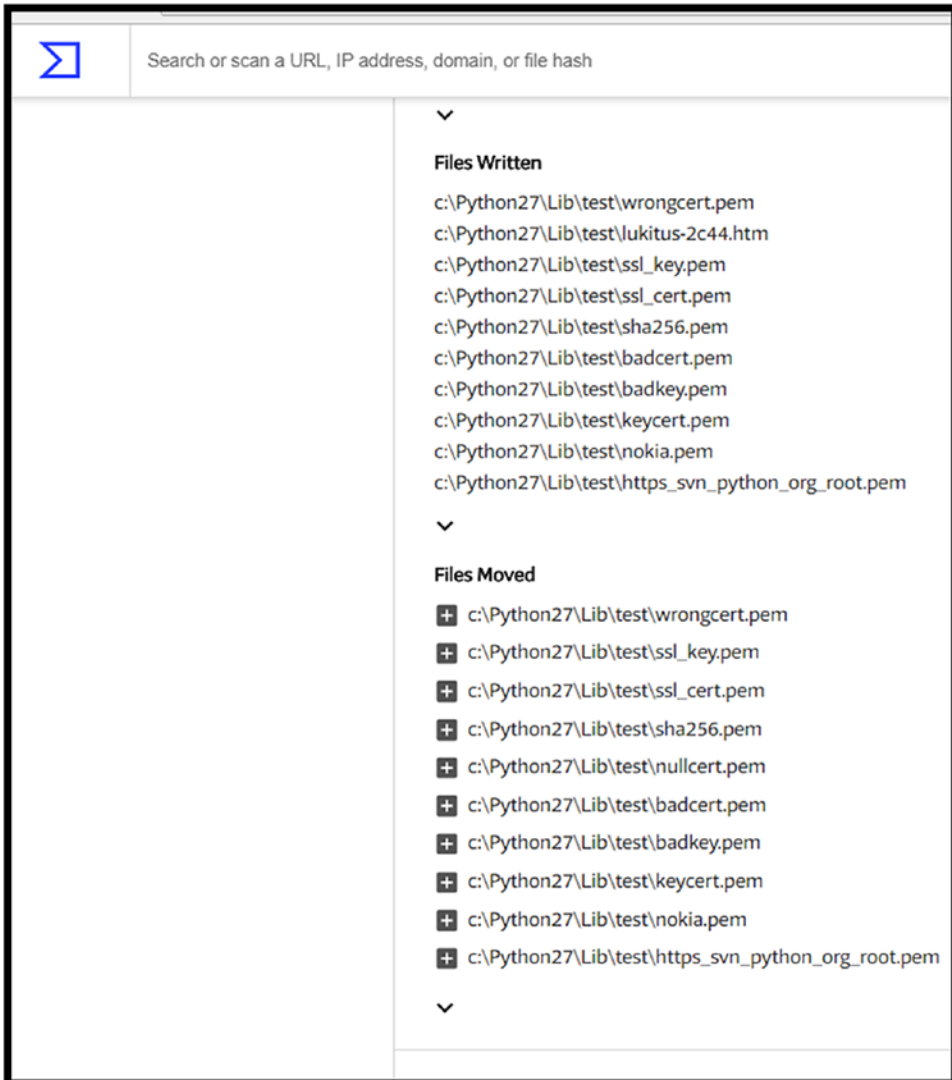 Search or scan a URL, IP address, domain, or file hash
Files Written
c:\Python27\Lib\test\wrongcert.pem
c:\Python27\Lib\test\lukitus-2c44.htm
c:\Python27\Lib\test\ssl_key.pem
c:\Python27\Lib\test\ssl_cert.pem
c:\Python27\Lib\test\sha256.pem
c:\Python27\Lib\test\badcert.pem
c:\Python27\Lib\test\badkey.pem
c:\Python27\Lib\test\keycert.pem
c:\Python27\Lib\test\nokia.pem
c:\Python27\Lib\test\https_svn_python_org_root.pem
Files Moved
c:\Python27\Lib\test\wrongcert.pem
c:\Python27\Lib\test\ssl_key.pem
c:\Python27\Lib\test\ssl_cert.pem
c:\Python27\Lib\test\sha256.pem
c:\Python27\Lib\test\nullcert.pem
c:\Python27\Lib\test\badcert.pem
c:\Python27\Lib\test\badkey.pem
c:\Python27\Lib\test\keycert.pem
c:\Python27\Lib\test\nokia.pem
c:\Python27\Lib\test\https_svn_python_org_root.pem